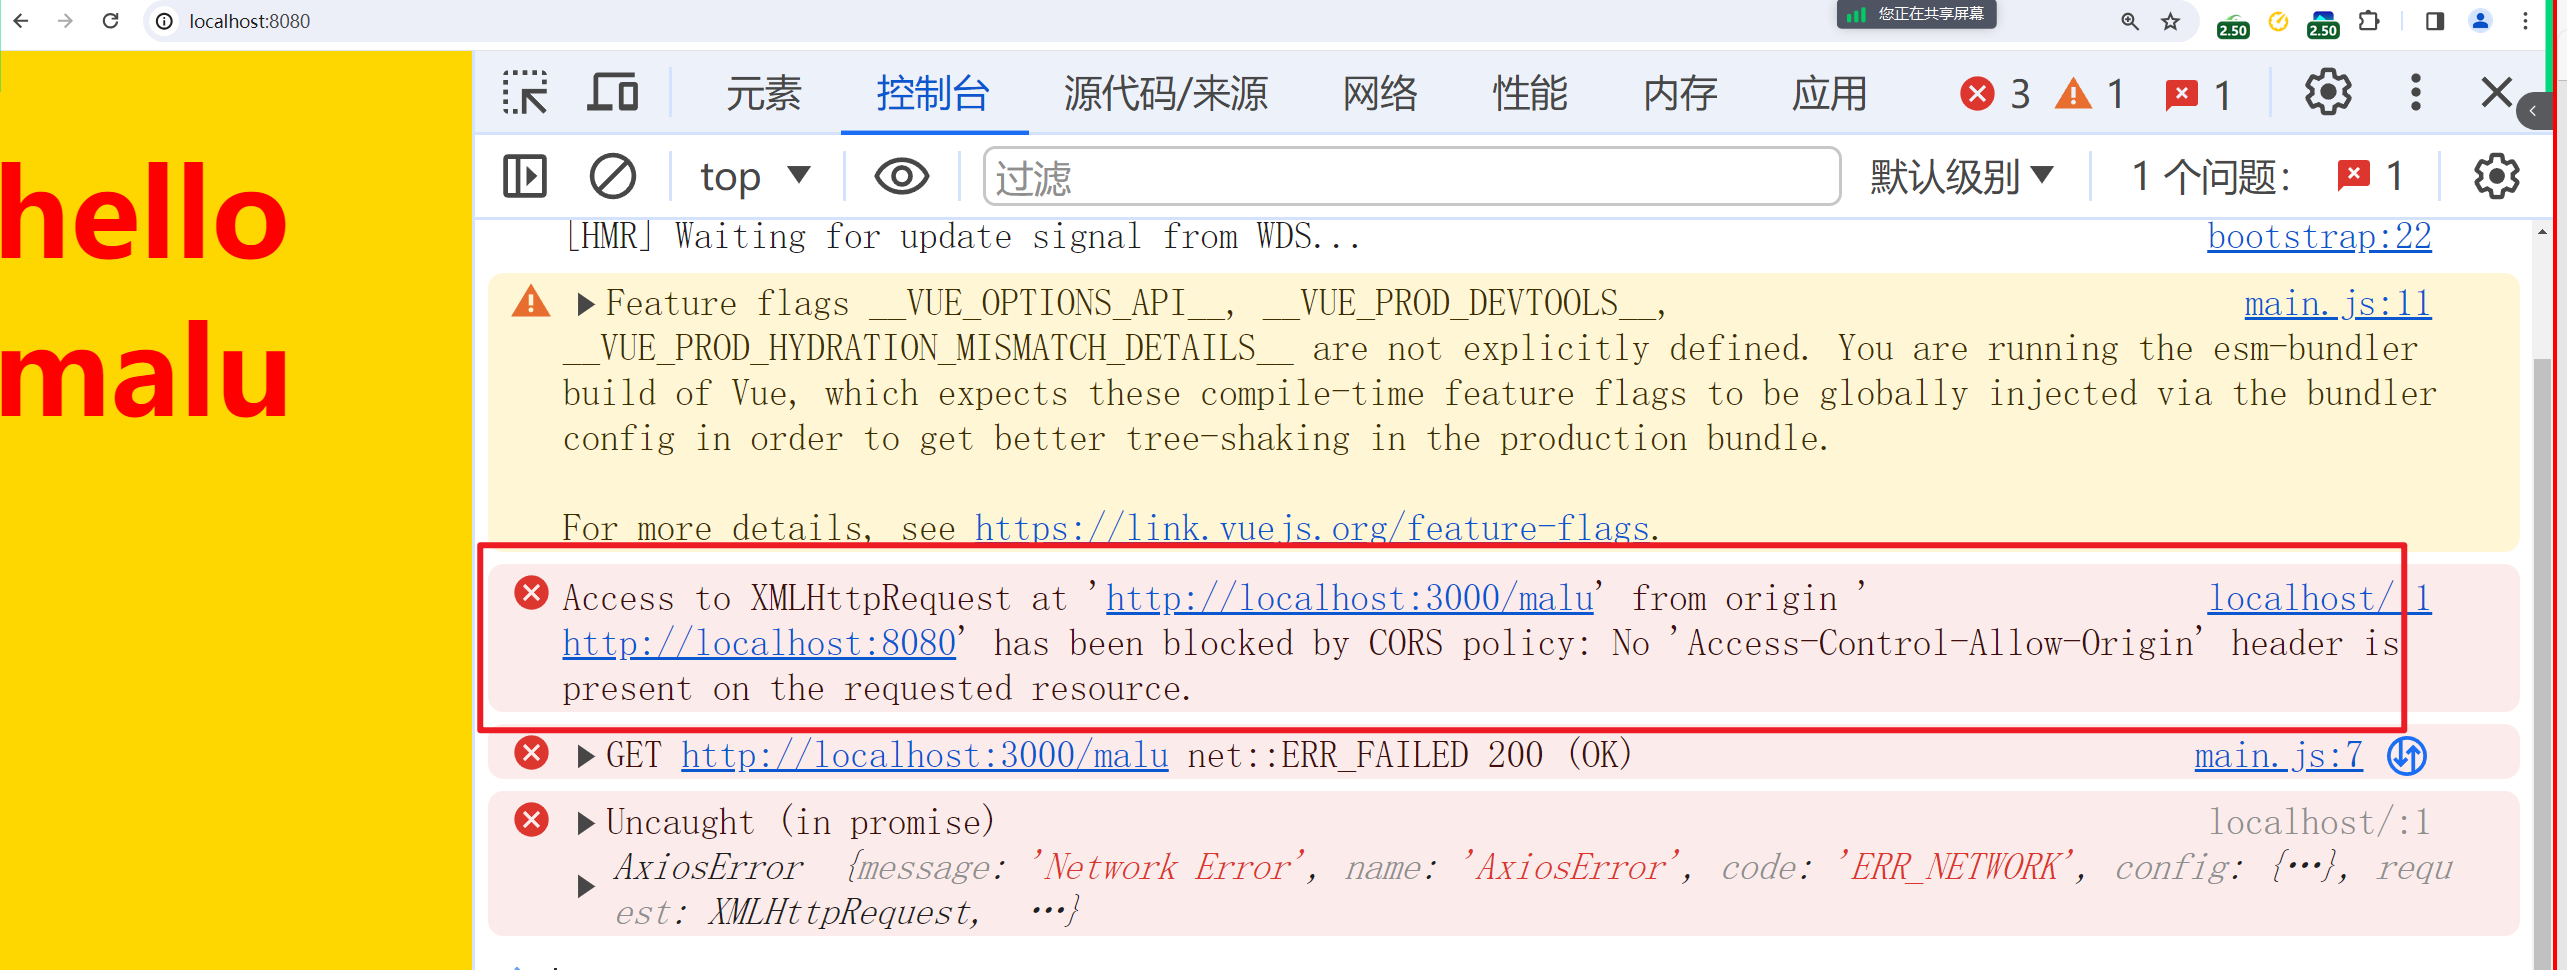 localhost:8080
您正在共享屏幕
2.50
2.50
hello
malu
元素 控制台 源代码/来源 网络 性能 内存 应用 3 1 1
top 过滤 默认级别 1 个问题： 1
[HMR] Waiting for update signal from WDS... bootstrap:22
Feature flags __VUE_OPTIONS_API__, __VUE_PROD_DEVTOOLS__, main.js:11
__VUE_PROD_HYDRATION_MISMATCH_DETAILS__ are not explicitly defined. You are running the esm-bundler
build of Vue, which expects these compile-time feature flags to be globally injected via the bundler
config in order to get better tree-shaking in the production bundle.
For more details, see https://link.vuejs.org/feature-flags.
Access to XMLHttpRequest at 'http://localhost:3000/malu' from origin ' localhost/:1
http://localhost:8080' has been blocked by CORS policy: No 'Access-Control-Allow-Origin' header is
present on the requested resource.
GET http://localhost:3000/malu net::ERR_FAILED 200 (OK) main.js:7
Uncaught (in promise) localhost/:1
AxiosError {message: 'Network Error', name: 'AxiosError', code: 'ERR_NETWORK', config: {…}, requ
est: XMLHttpRequest, …}